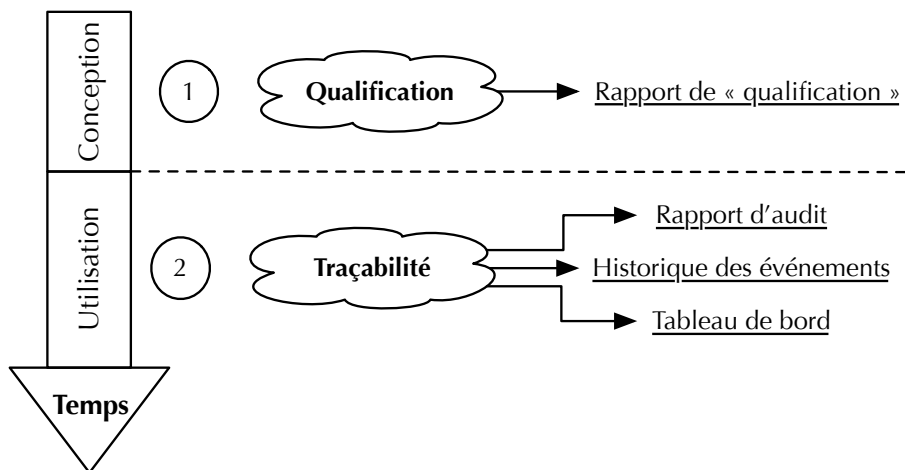 Conception
1
Qualification
Rapport de « qualification »
Utilisation
2
Traçabilité
Rapport d’audit
Historique des événements
Tableau de bord
Temps